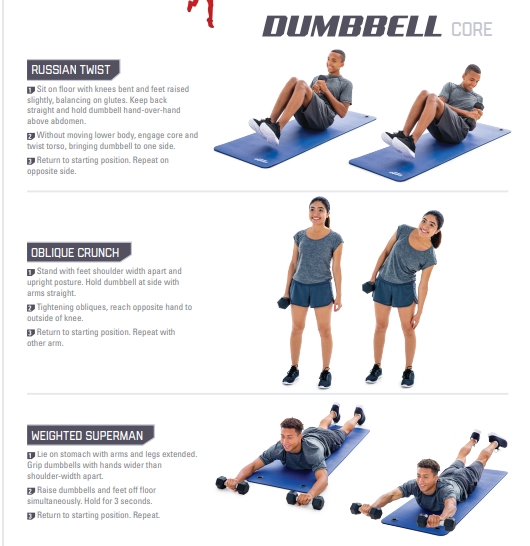 DUMBBELL CORE
RUSSIAN TWIST
1 Sit on floor with knees bent and feet raised
slightly, balancing on glutes. Keep back
straight and hold dumbbell hand-over-hand
above abdomen.
2 Without moving lower body, engage core and
twist torso, bringing dumbbell to one side.
3 Return to starting position. Repeat on
opposite side.
OBLIQUE CRUNCH
1 Stand with feet shoulder width apart and
upright posture. Hold dumbbell at side with
arms straight.
2 Tightening obliques, reach opposite hand to
outside of knee.
3 Return to starting position. Repeat with
other arm.
WEIGHTED SUPERMAN
1 Lie on stomach with arms and legs extended.
Grip dumbbells with hands wider than
shoulder-width apart.
2 Raise dumbbells and feet off floor
simultaneously. Hold for 3 seconds.
3 Return to starting position. Repeat.